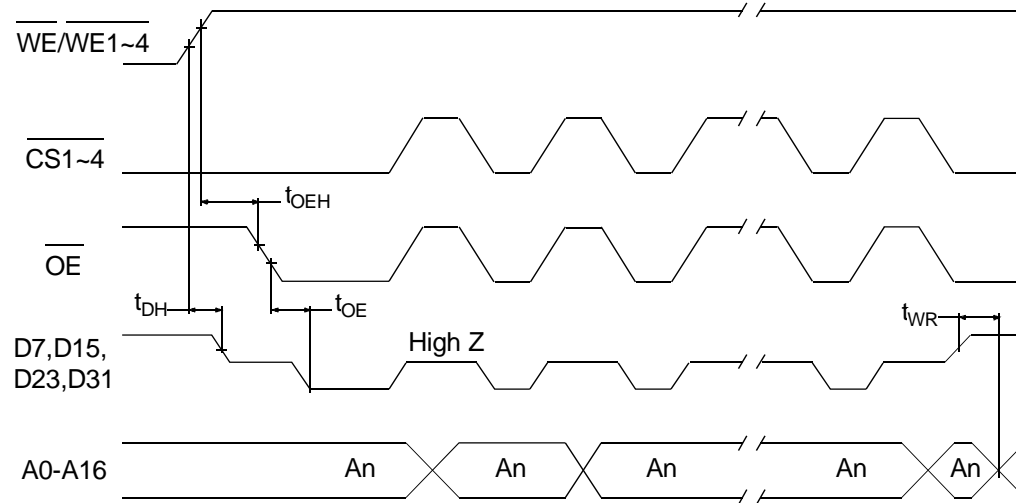 WE/WE1~4
CS1~4
tOEH
OE
tDH
tOE
tWR
D7,D15,
D23,D31
High Z
A0-A16
An
An
An
An
An